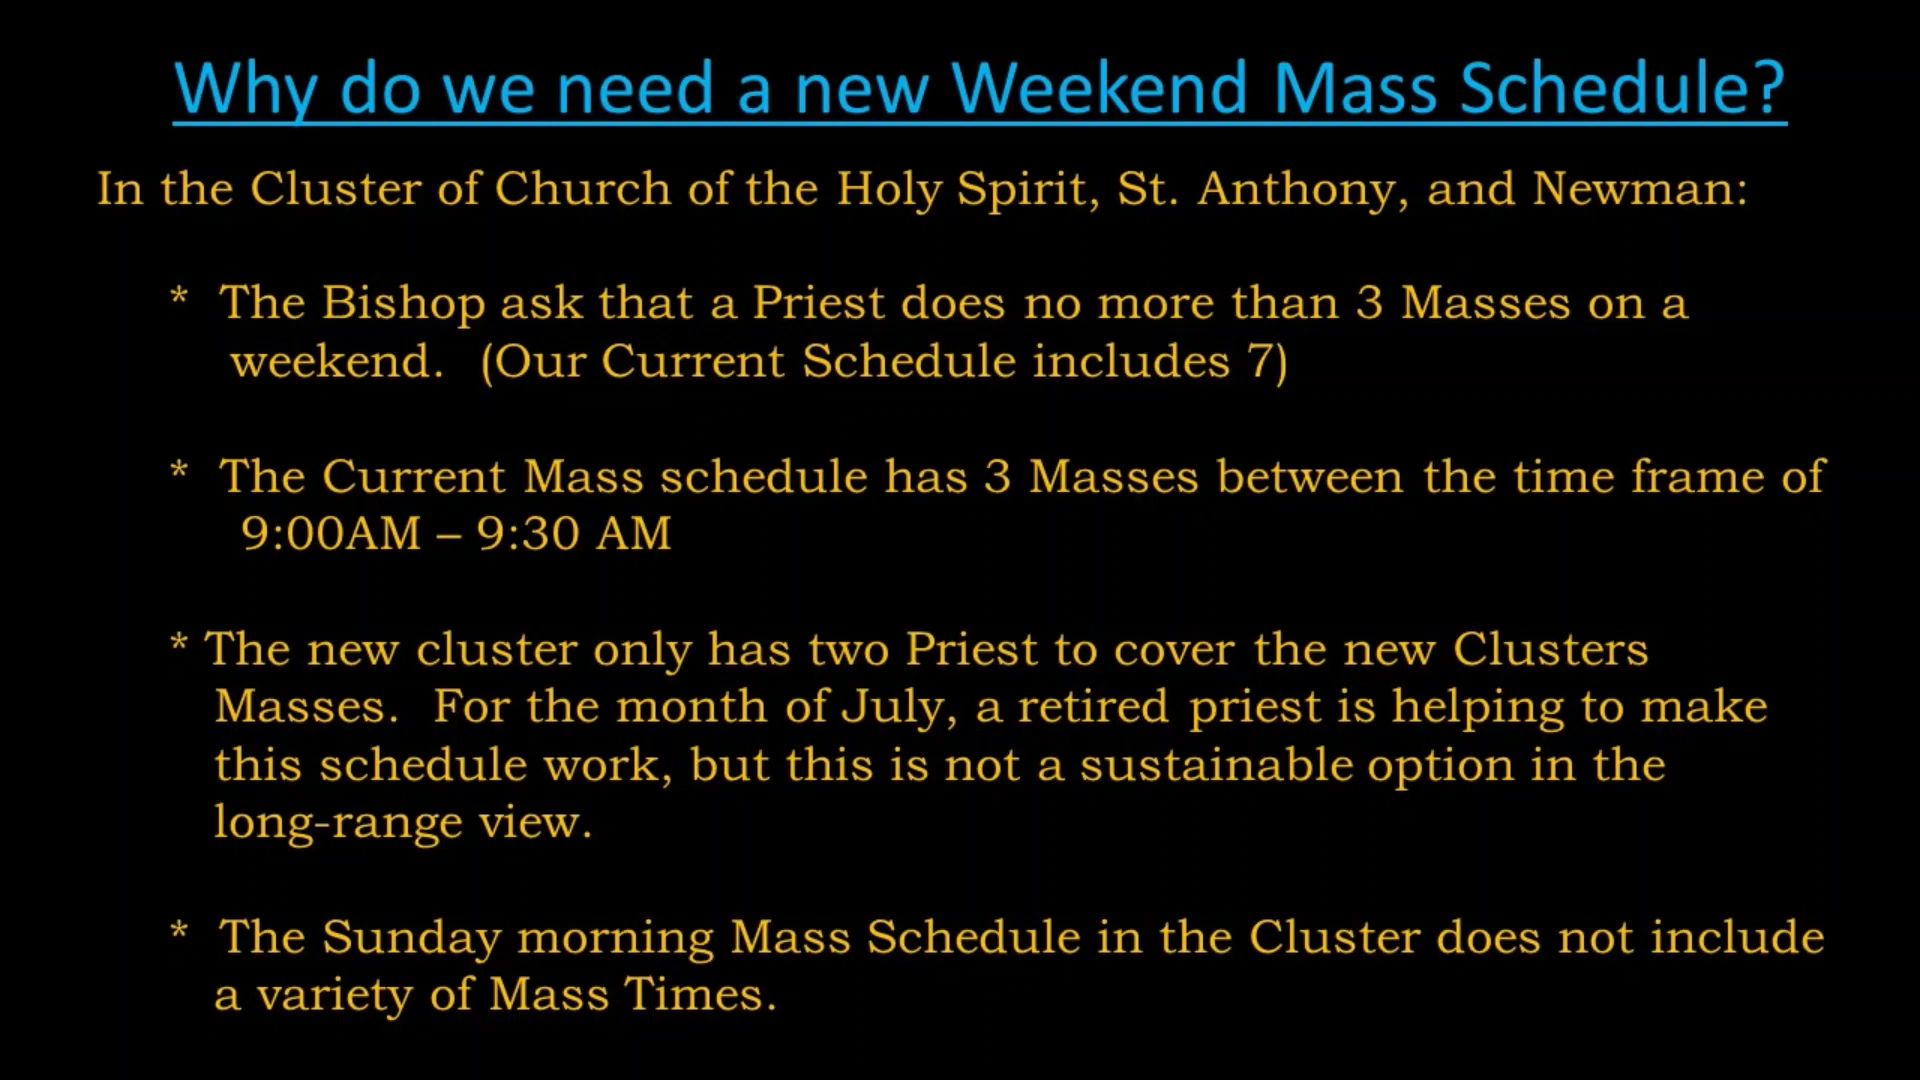 Why do we need a new Weekend Mass Schedule?
In the Cluster of Church of the Holy Spirit, St. Anthony, and Newman:
* The Bishop ask that a Priest does no more than 3 Masses on a
weekend. (Our Current Schedule includes 7)
* The Current Mass schedule has 3 Masses between the time frame of
9:00AM – 9:30 AM
* The new cluster only has two Priest to cover the new Clusters
Masses. For the month of July, a retired priest is helping to make
this schedule work, but this is not a sustainable option in the
long-range view.
* The Sunday morning Mass Schedule in the Cluster does not include
a variety of Mass Times.